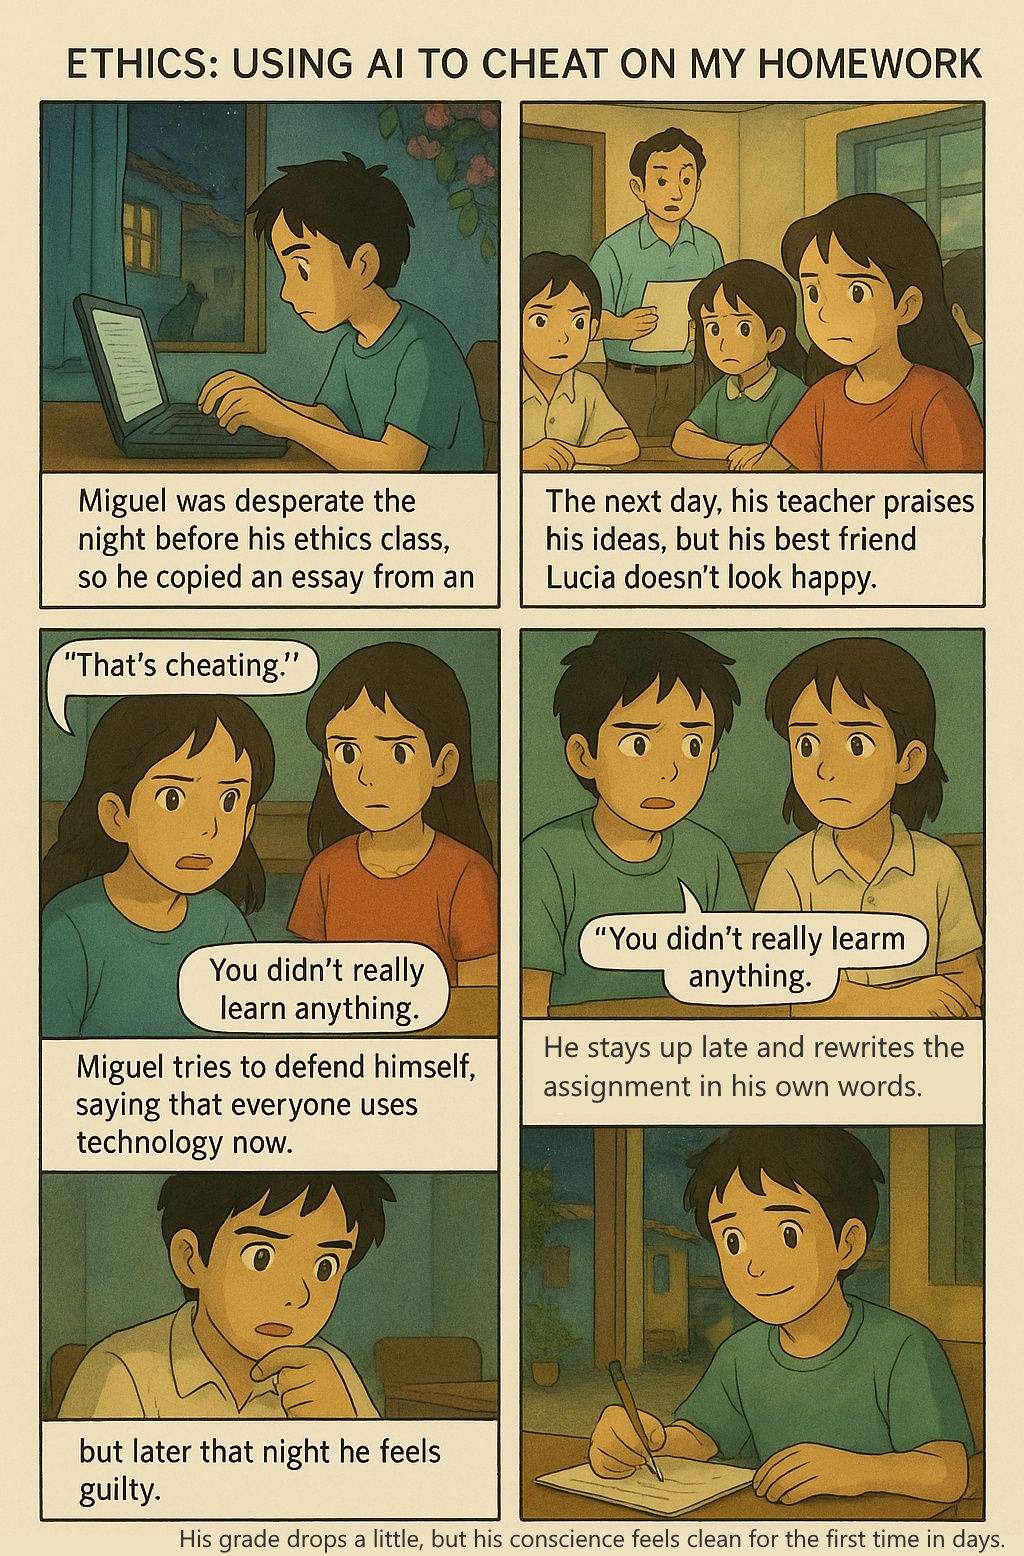 ETHICS: USING AI TO CHEAT ON MY HOMEWORK
Miguel was desperate the
night before his ethics class,
so he copied an essay from an
The next day, his teacher praises
his ideas, but his best friend
Lucia doesn't look happy.
"That's cheating."
You didn't really
learn anything.
Miguel tries to defend himself,
saying that everyone uses
technology now.
but later that night he feels
guilty.
"You didn't really learm
anything.
He stays up late and rewrites the
assignment in his own words.
His grade drops a little, but his conscience feels clean for the first time in days.